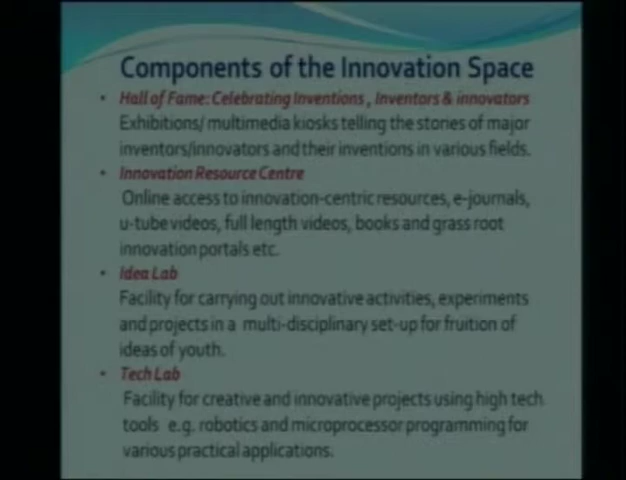 Components of the Innovation Space
• Hall of Fame: Celebrating Inventions , Inventors & innovators
Exhibitions/ multimedia kiosks telling the stories of major
inventors/innovators and their inventions in various fields.
• Innovation Resource Centre
Online access to innovation-centric resources, e-journals,
u-tube videos, full length videos, books and grass root
innovation portals etc.
• Idea Lab
Facility for carrying out innovative activities, experiments
and projects in a multi-disciplinary set-up for fruition of
ideas of youth.
• Tech Lab
Facility for creative and innovative projects using high tech
tools e.g. robotics and microprocessor programming for
various practical applications.